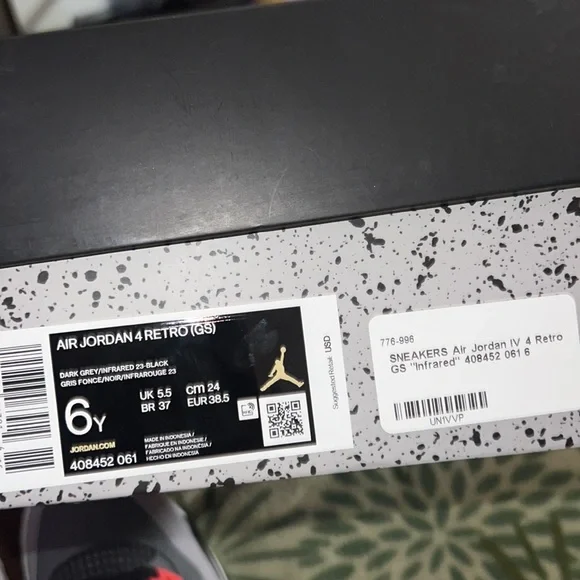 AIR JORDAN 4 RETRO (GS)
DARK GREY/INFRARED 23-BLACK
GRIS FONCE/NOIR/INFRAROUGE 23
6Y
UK 5.5
cm 24
BR 37
EUR 38.5
JORDAN.COM
408452 061
MADE IN INDONESIA /
FABRIQUE EN INDONESIE /
FABRICADO NA INDONESIA /
HECHO EN INDONESIA
Suggested Retail: USD
776-996
SNEAKERS Air Jordan IV 4 Retro
GS "Infrared" 408452 061 6
UN1VVP